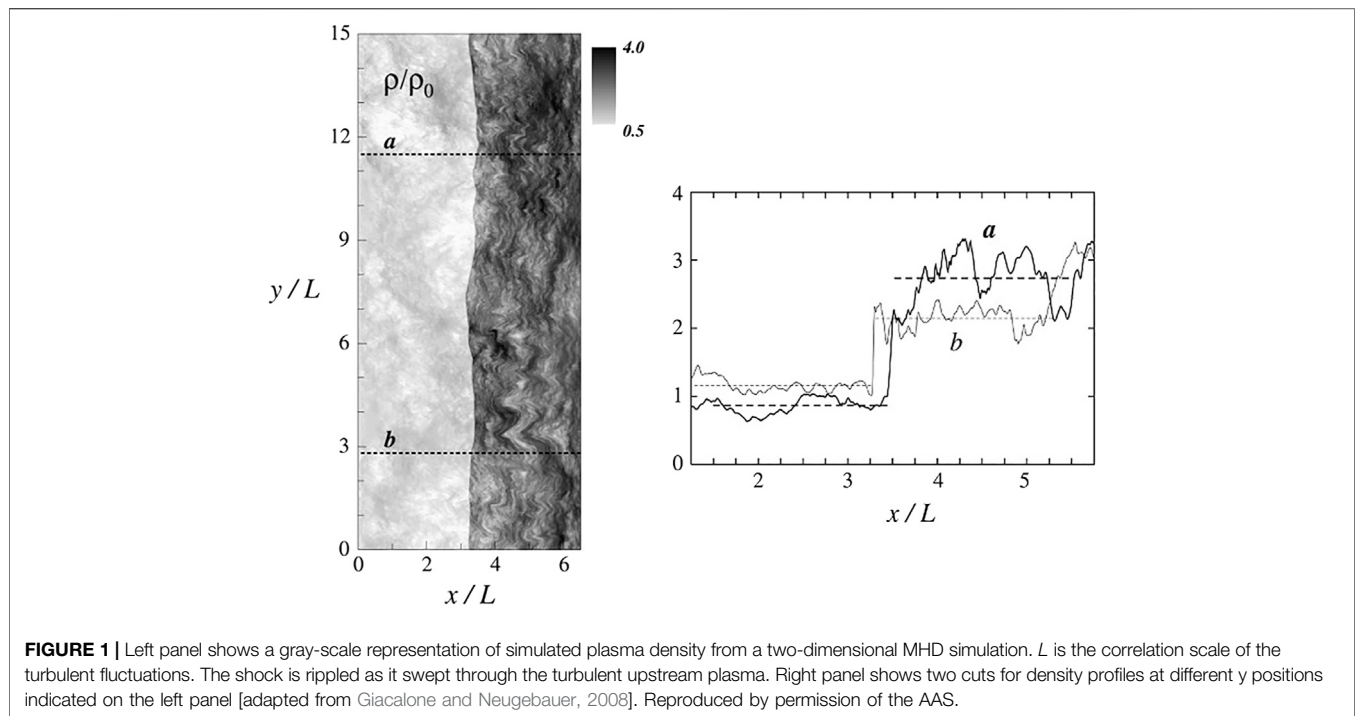 15
12
9
6
3
0
y / L
ρ/ρ0
a
b
0 2 4 6
x / L
4.0
0.5
4
3
2
1
0
a
b
2 3 4 5
x / L
FIGURE 1 | Left panel shows a gray-scale representation of simulated plasma density from a two-dimensional MHD simulation. L is the correlation scale of the
turbulent fluctuations. The shock is rippled as it swept through the turbulent upstream plasma. Right panel shows two cuts for density profiles at different y positions
indicated on the left panel [adapted from Giacalone and Neugebauer, 2008]. Reproduced by permission of the AAS.